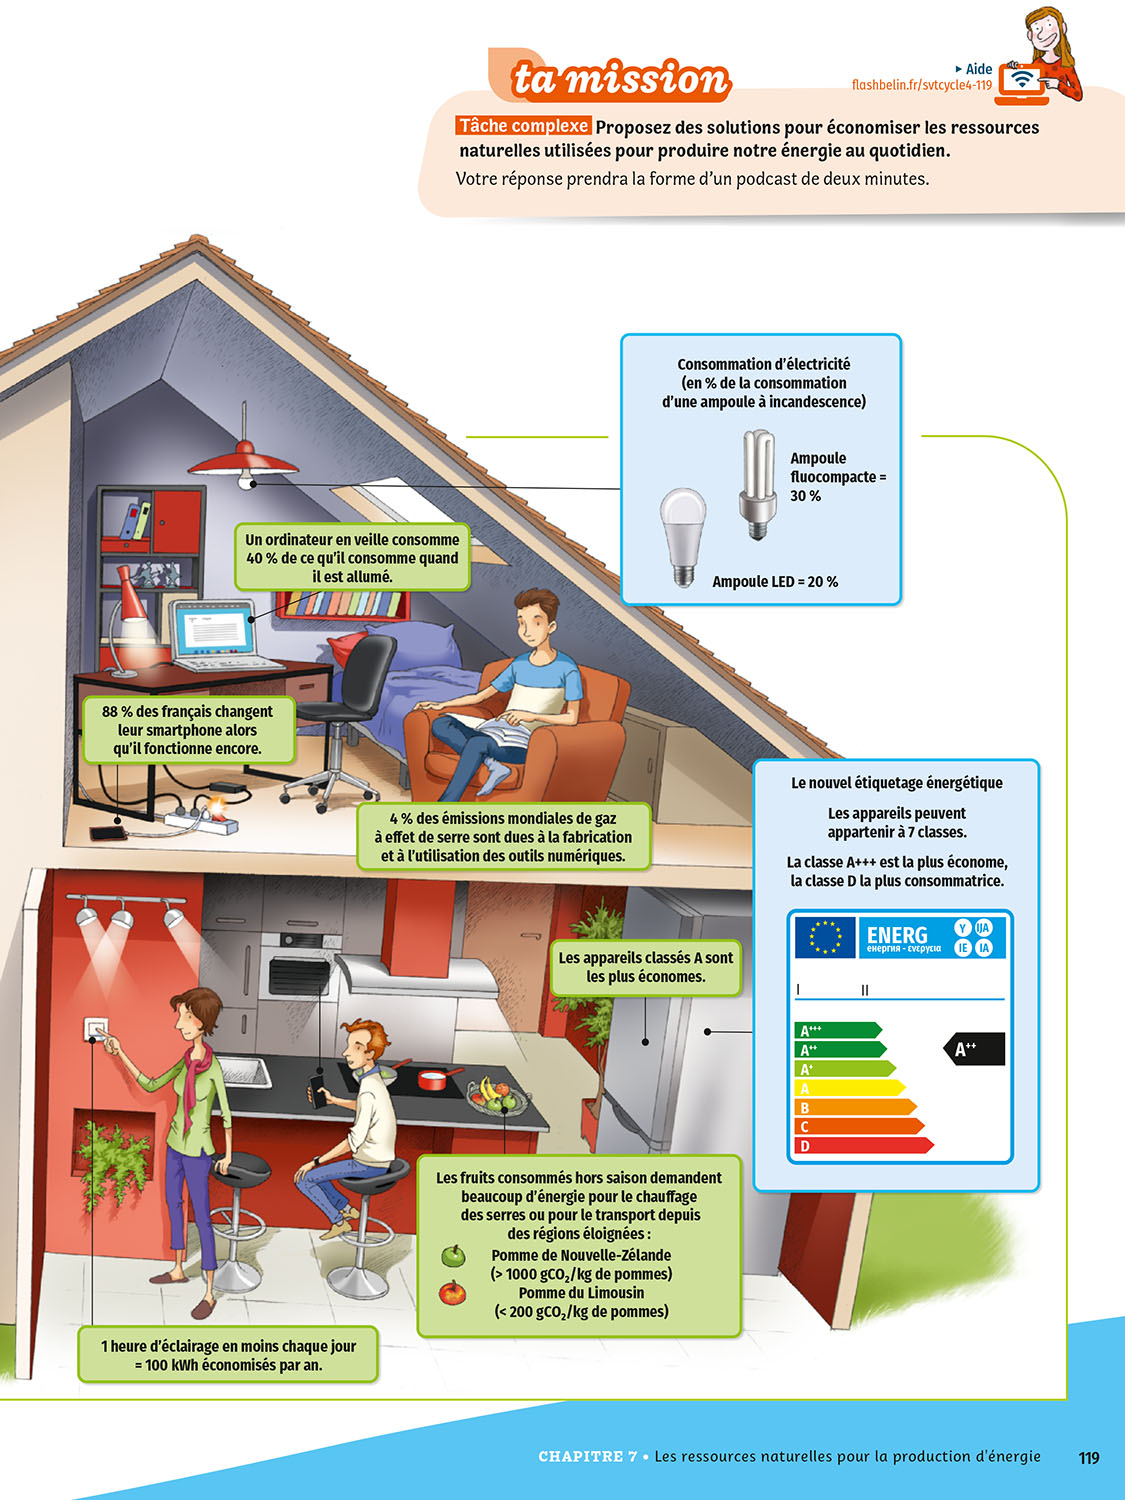 ta mission
▸ Aide
flashbelin.fr/svtcycle4-119
Tâche complexe Proposez des solutions pour économiser les ressources
naturelles utilisées pour produire notre énergie au quotidien.
Votre réponse prendra la forme d'un podcast de deux minutes.
Consommation d'électricité
(en % de la consommation
d'une ampoule à incandescence)
Ampoule
fluocompacte =
30 %
Ampoule LED = 20 %
Un ordinateur en veille consomme
40 % de ce qu'il consomme quand
il est allumé.
88 % des français changent
leur smartphone alors
qu'il fonctionne encore.
4 % des émissions mondiales de gaz
à effet de serre sont dues à la fabrication
et à l'utilisation des outils numériques.
Le nouvel étiquetage énergétique
Les appareils peuvent
appartenir à 7 classes.
La classe A+++ est la plus économe,
la classe D la plus consommatrice.
ENERG
енергия - ενεργεια
Y IJA
IE IA
I II
A+++
A++
A+
A
B
C
D
A++
Les appareils classés A sont
les plus économes.
Les fruits consommés hors saison demandent
beaucoup d'énergie pour le chauffage
des serres ou pour le transport depuis
des régions éloignées :
Pomme de Nouvelle-Zélande
(> 1000 gCO₂/kg de pommes)
Pomme du Limousin
(< 200 gCO₂/kg de pommes)
1 heure d'éclairage en moins chaque jour
= 100 kWh économisés par an.
CHAPITRE 7 • Les ressources naturelles pour la production d'énergie 119